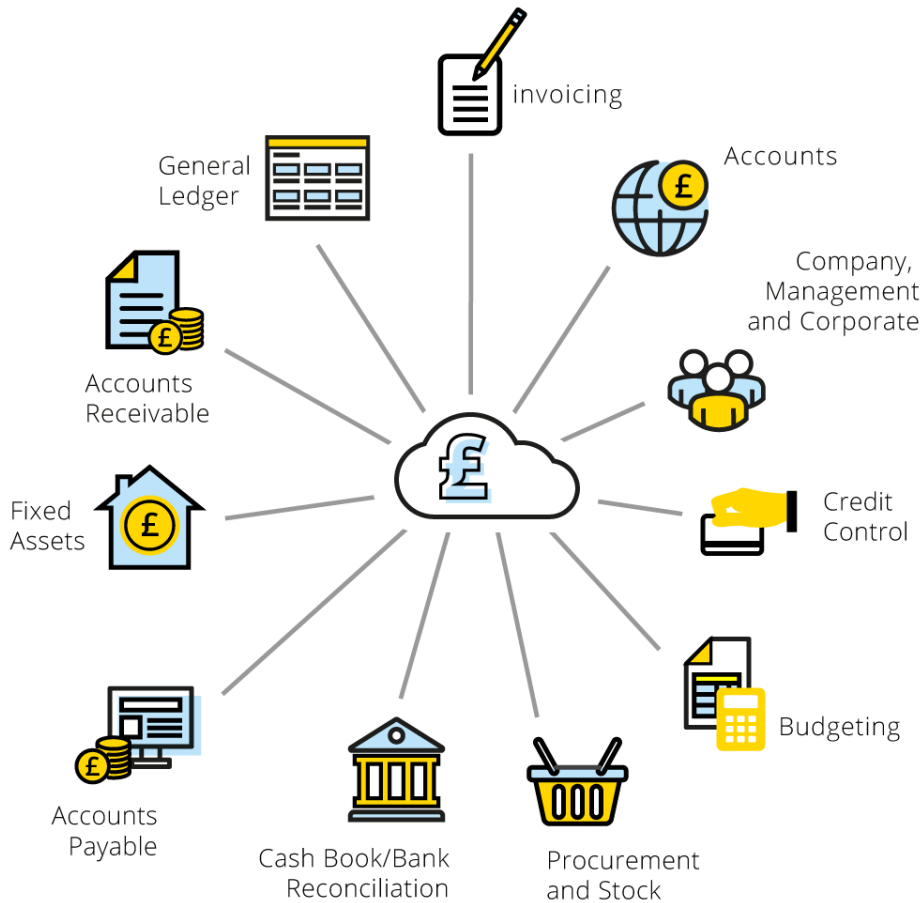 invoicing
Accounts
General
Ledger
£
Company,
Management
and Corporate
£
Accounts
Receivable
£
Fixed
Assets
£
Credit
Control
Budgeting
£
Accounts
Payable
Cash Book/Bank
Reconciliation
Procurement
and Stock